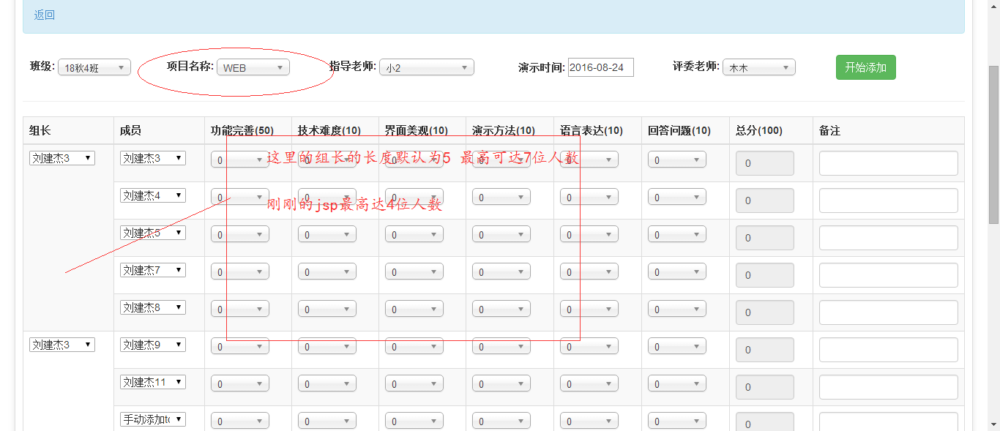 返回
班级: 18秋4班 项目名称: WEB 指导老师: 小2 演示时间: 2016-08-24 评委老师: 木木 开始添加
组长 成员 功能完善(50) 技术难度(10) 界面美观(10) 演示方法(10) 语言表达(10) 回答问题(10) 总分(100) 备注
刘建杰3 刘建杰3 0 0 0 0 0 0 0
这里的组长的长度默认为5 最高可达7位人数
刘建杰4 0 0 0 0 0 0 0
刚刚的jsp最高达4位人数
刘建杰5 0 0 0 0 0 0 0
刘建杰7 0 0 0 0 0 0 0
刘建杰8 0 0 0 0 0 0 0
刘建杰3 刘建杰9 0 0 0 0 0 0 0
刘建杰11 0 0 0 0 0 0 0
手动添加to 0 0 0 0 0 0 0